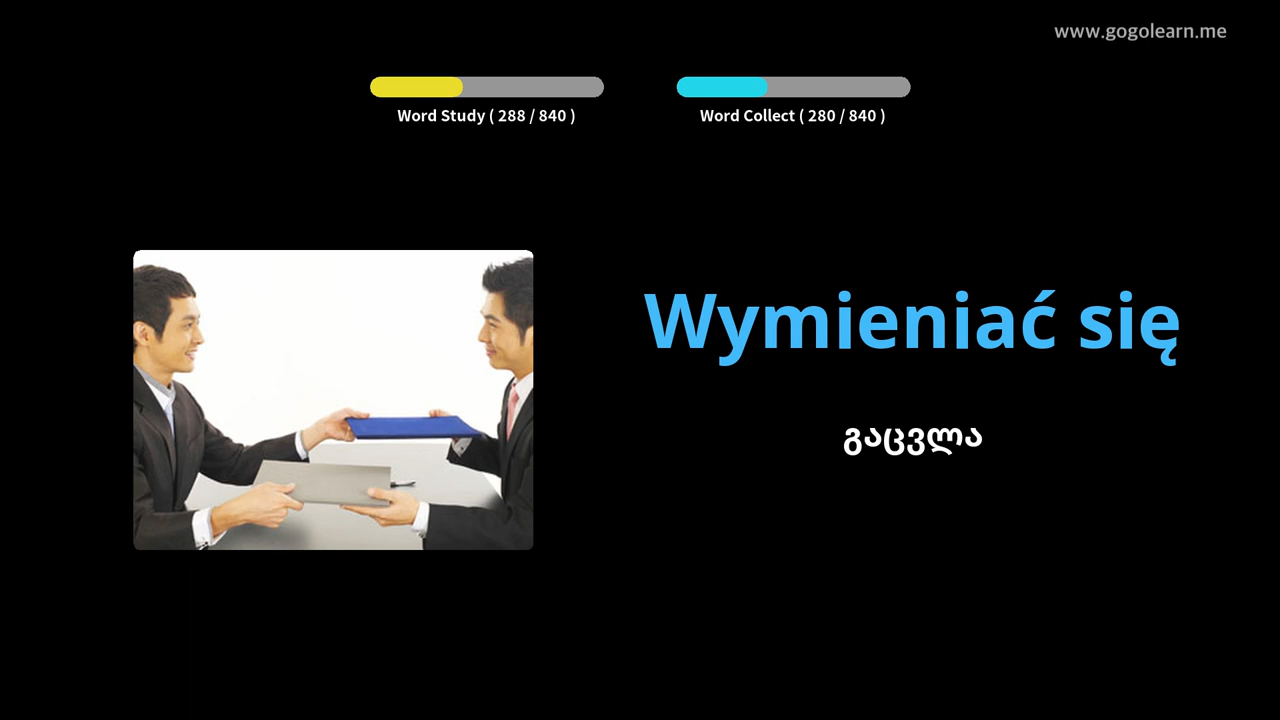 www.gogolearn.me
Word Study ( 288 / 840 )
Word Collect ( 280 / 840 )
Wymieniać się
გაცვლა